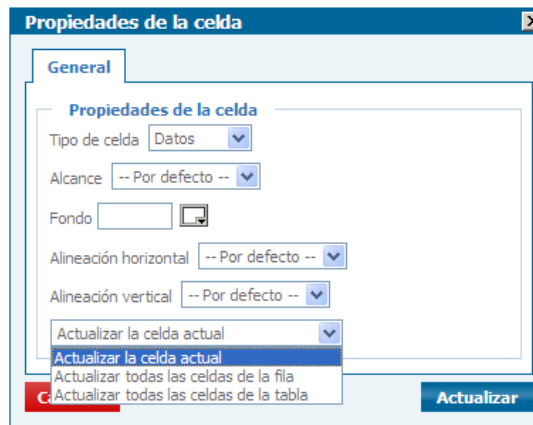 Propiedades de la celda
General
Propiedades de la celda
Tipo de celda Datos
Alcance -- Por defecto --
Fondo
Alineación horizontal -- Por defecto --
Alineación vertical -- Por defecto --
Actualizar la celda actual
Actualizar la celda actual
Actualizar todas las celdas de la fila
Actualizar todas las celdas de la tabla
Actualizar